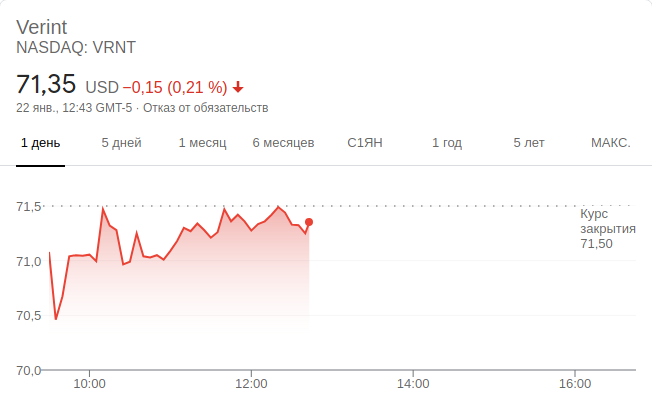 Verint
NASDAQ: VRNT
71,35 USD −0,15 (0,21 %)
22 янв., 12:43 GMT-5 · Отказ от обязательств
1 день 5 дней 1 месяц 6 месяцев С1ЯН 1 год 5 лет МАКС.
71,5
Курс
закрытия
71,50
71,0
70,5
70,0
10:00 12:00 14:00 16:00